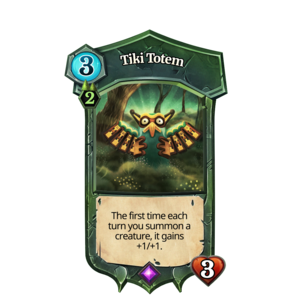 3
Tiki Totem
2
The first time each
turn you summon a
creature, it gains
+1/+1.
3